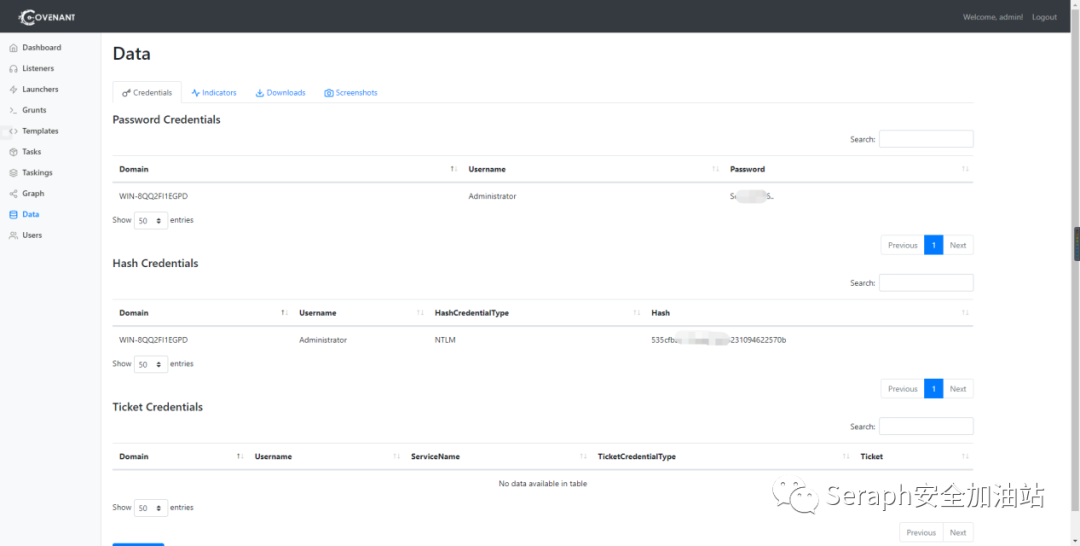 COVENANT
Welcome, admin! Logout
Dashboard
Listeners
Launchers
Grunts
Templates
Tasks
Taskings
Graph
Data
Users
Data
Credentials Indicators Downloads Screenshots
Password Credentials
Search:
Domain Username Password
WIN-8QQ2FI1EGPD Administrator
Show 50 entries
Previous 1 Next
Hash Credentials
Search:
Domain Username HashCredentialType Hash
WIN-8QQ2FI1EGPD Administrator NTLM
Show 50 entries
Previous 1 Next
Ticket Credentials
Search:
Domain Username ServiceName TicketCredentialType Ticket
No data available in table
Show 50 entries
Previous Next
Seraph安全加油站